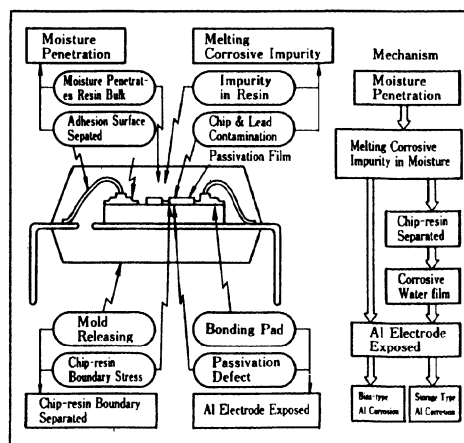 Moisture
Penetration
Melting
Corrosive Impurity
Moisture Penetrat-
es Resin Bulk
Impurity
in Resin
Adhesion Surface
Sepated
Chip & Lead
Contamination
Passivation Film
Mold
Releasing
Bonding Pad
Chip-resin
Boundary Stress
Passivation
Defect
Chip-resin Boundary
Separated
Al Electrode Exposed
Mechanism
Moisture
Penetration
Melting Corrosive
Impurity in Moisture
Chip-resin
Separated
Corrosive
Water film
Al Electrode
Exposed
Bias-type
Al Corrosion
Storage Type
Al Corrosion